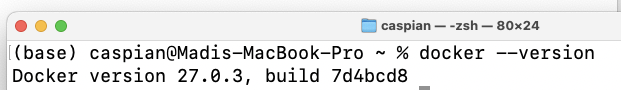 caspian — -zsh — 80×24
(base) caspian@Madis-MacBook-Pro ~ % docker --version
Docker version 27.0.3, build 7d4bcd8